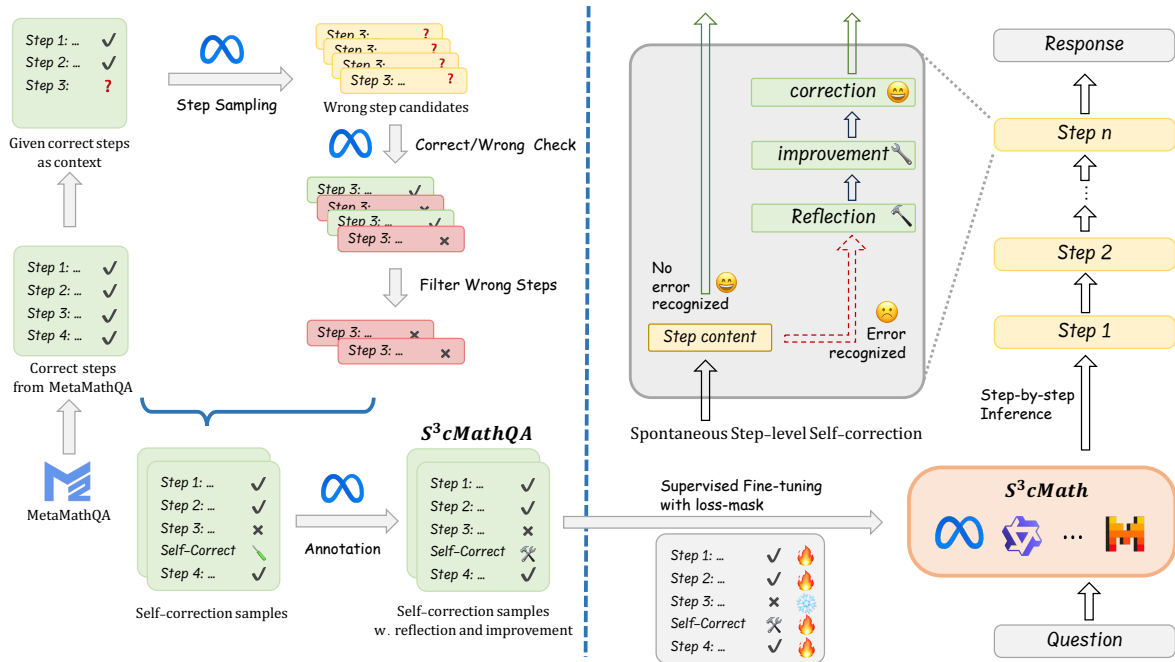 Step 1: ...
Step 2: ...
Step 3: ?
Given correct steps
as context
Step Sampling
Step 3: ?
Step 3: ... ?
Step 3: ... ?
Step 3: ... ?
Wrong step candidates
Correct/Wrong Check
Step 3: ...
Step 3: ...
Step 3: ...
Step 3: ...
Filter Wrong Steps
Step 3: ...
Step 3: ...
Step 1: ...
Step 2: ...
Step 3: ...
Step 4: ...
Correct steps
from MetaMathQA
MetaMathQA
Step 1: ...
Step 2: ...
Step 3: ...
Self-Correct
Step 4: ...
Self-correction samples
Annotation
S³cMathQA
Step 1: ...
Step 2: ...
Step 3: ...
Self-Correct
Step 4: ...
Self-correction samples
w. reflection and improvement
correction
improvement
Reflection
No
error
recognized
Error
recognized
Step content
Spontaneous Step-level Self-correction
Supervised Fine-tuning
with loss-mask
Step 1: ...
Step 2: ...
Step 3: ...
Self-Correct
Step 4: ...
Response
Step n
...
Step 2
Step 1
Step-by-step
Inference
S³cMath
...
Question